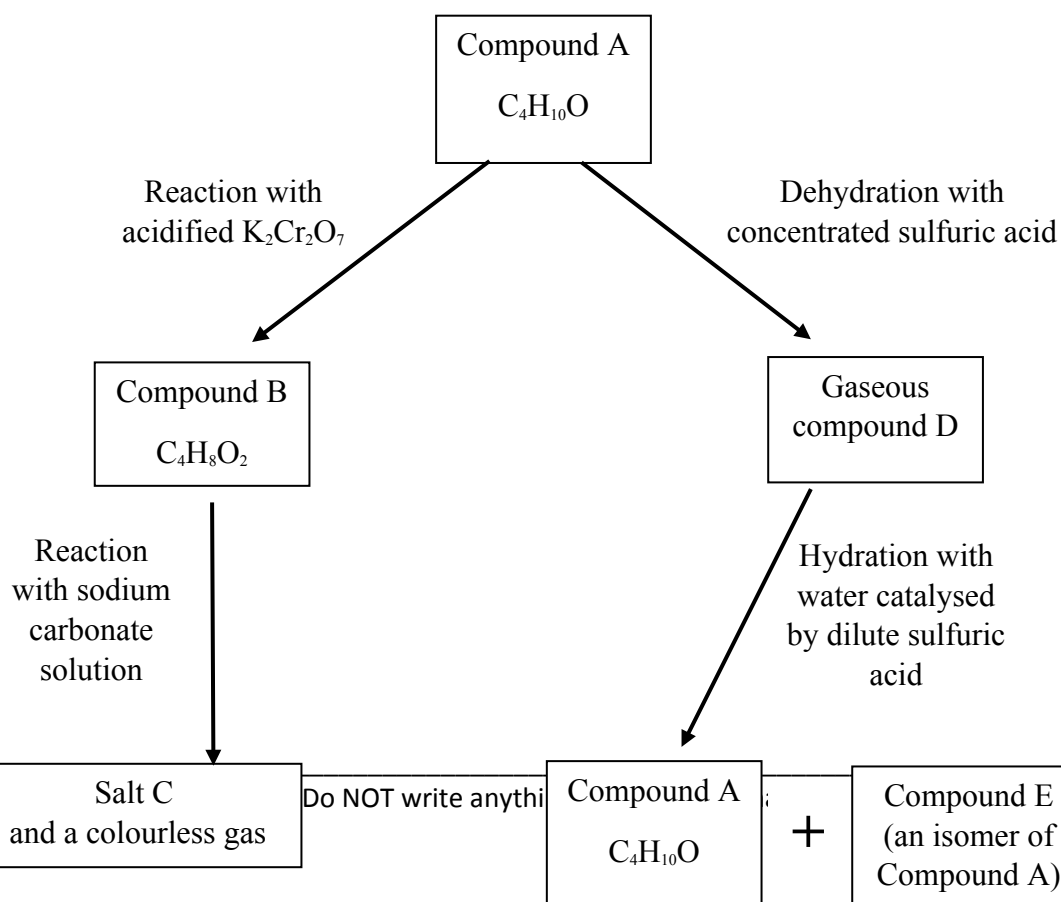 Compound A
C₄H₁₀O
Reaction with
acidified K₂Cr₂O₇
Dehydration with
concentrated sulfuric acid
Compound B
C₄H₈O₂
Gaseous
compound D
Reaction
with sodium
carbonate
solution
Hydration with
water catalysed
by dilute sulfuric
acid
Salt C
and a colourless gas
Do NOT write
Compound A
C₄H₁₀O
+
Compound E
(an isomer of
Compound A)